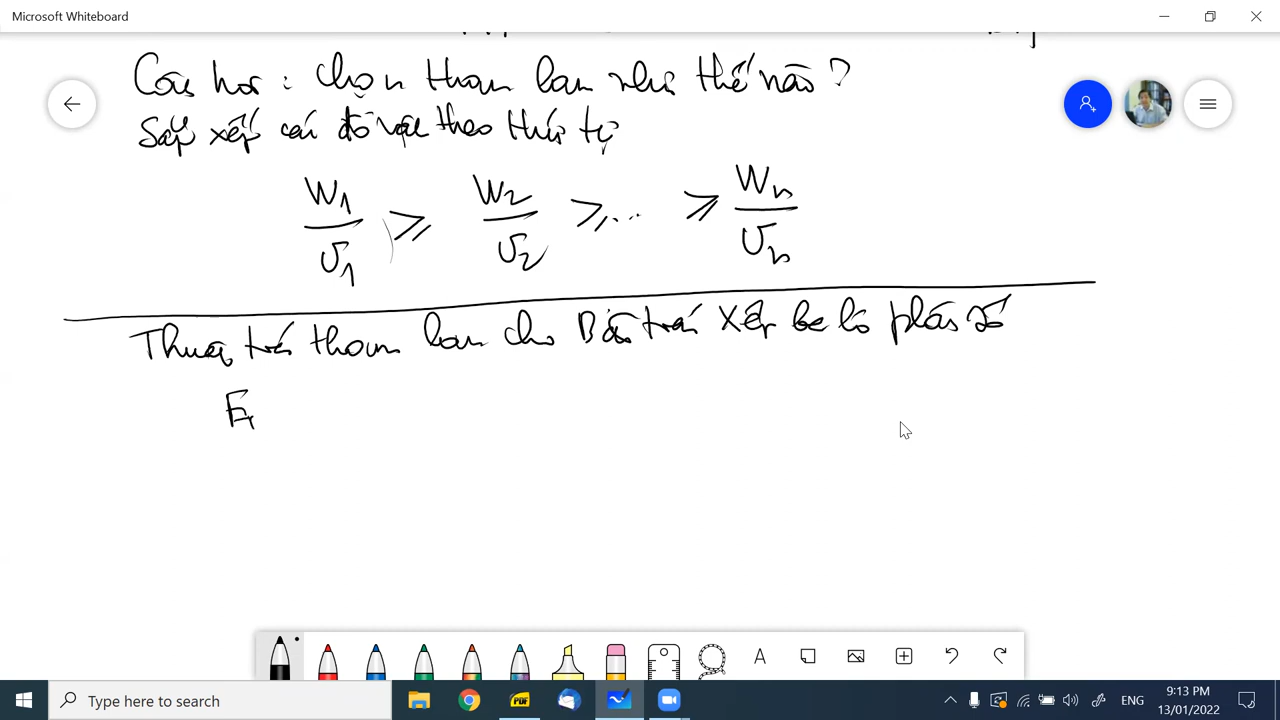 Microsoft Whiteboard
Câu hỏi : chọn tham lam như thế nào ?
Sắp xếp các đồ vật theo thứ tự
W1/v1 ≥ W2/v2 ≥ ... ≥ Wn/vn
Thuật toán tham lam cho Bài toán Xếp ba lô phân số
Type here to search
ENG
9:13 PM
13/01/2022